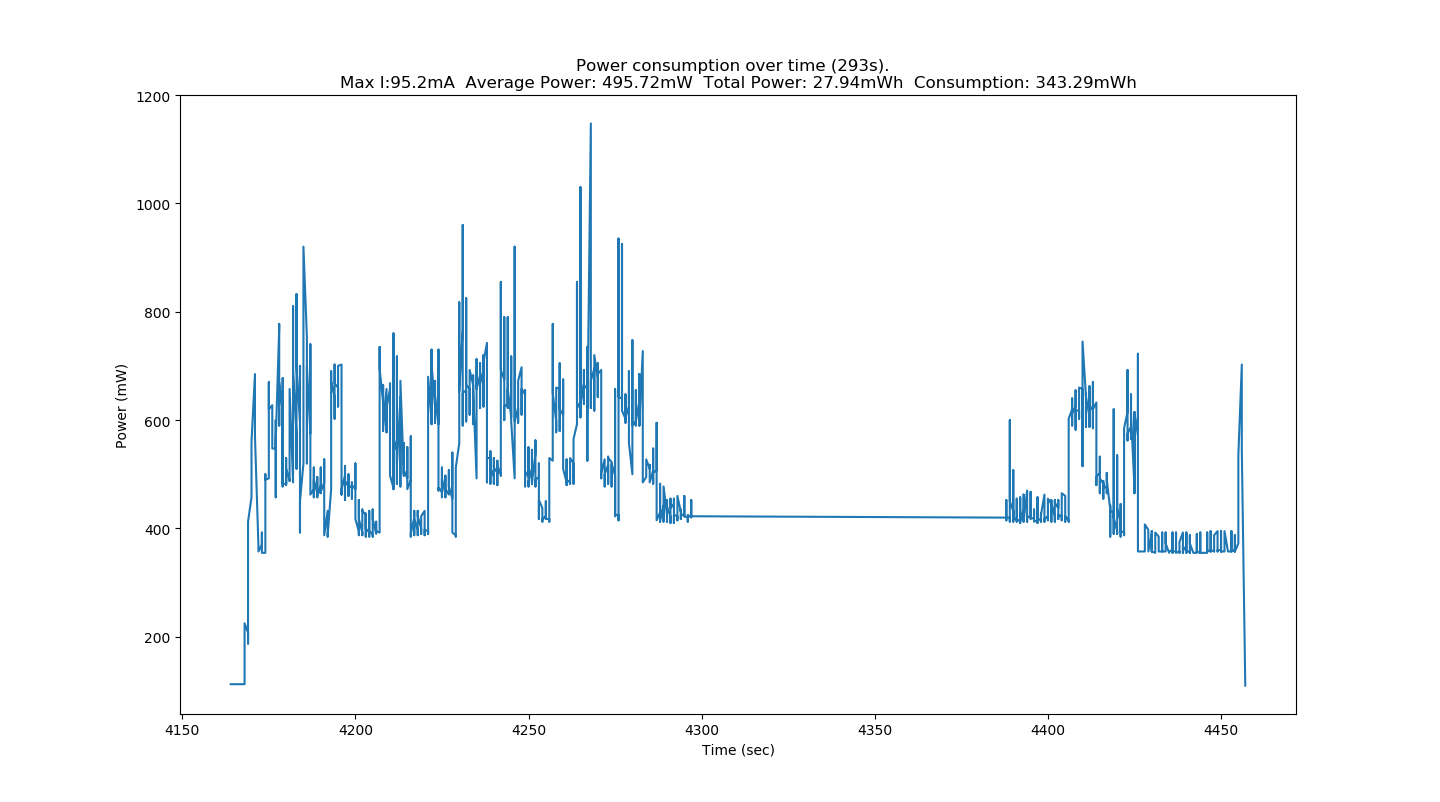 Power consumption over time (293s).
Max I:95.2mA  Average Power: 495.72mW  Total Power: 27.94mWh  Consumption: 343.29mWh
1200
1000
800
600
400
200
Power (mW)
4150 4200 4250 4300 4350 4400 4450
Time (sec)